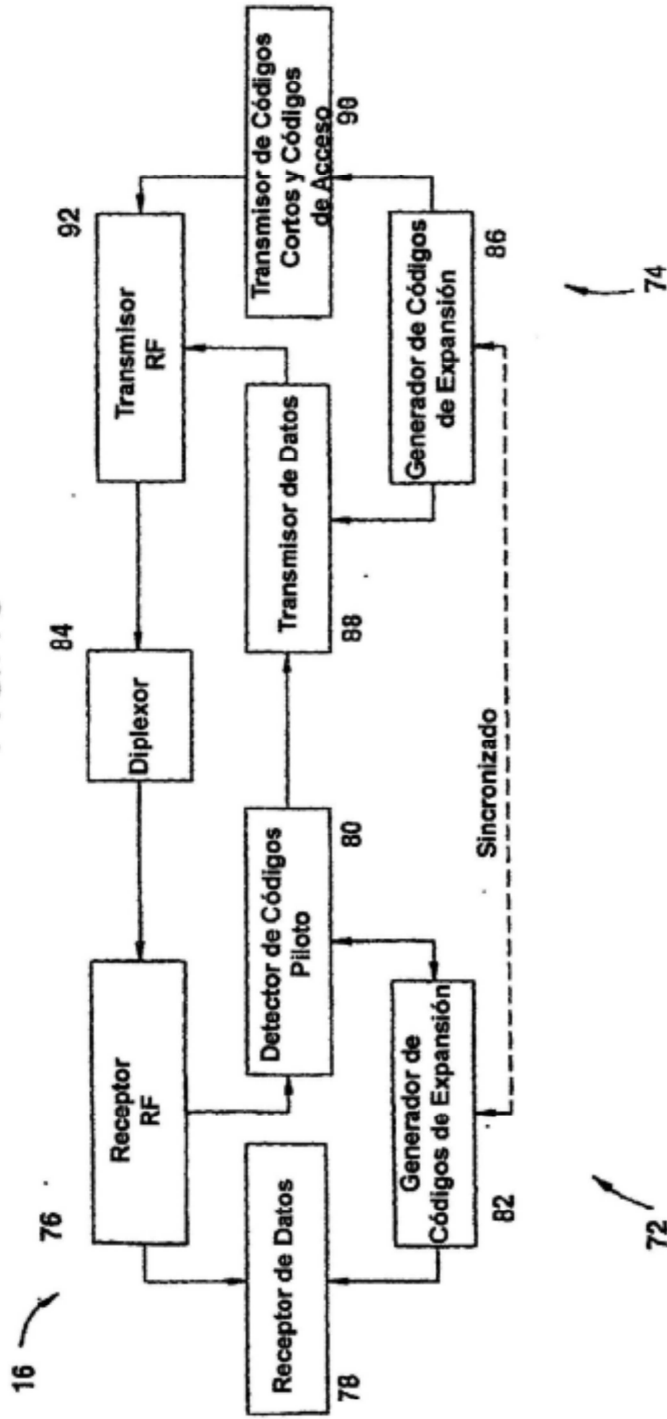 16
76
Receptor
RF
84
Diplexor
92
Transmisor
RF
Receptor de Datos
78
Detector de Códigos
Piloto
80
Transmisor de Datos
88
Transmisor de Códigos
Cortos y Códigos
de Acceso
90
Generador de
Códigos de Expansión
82
Sincronizado
Generador de Códigos
de Expansión
86
72
74